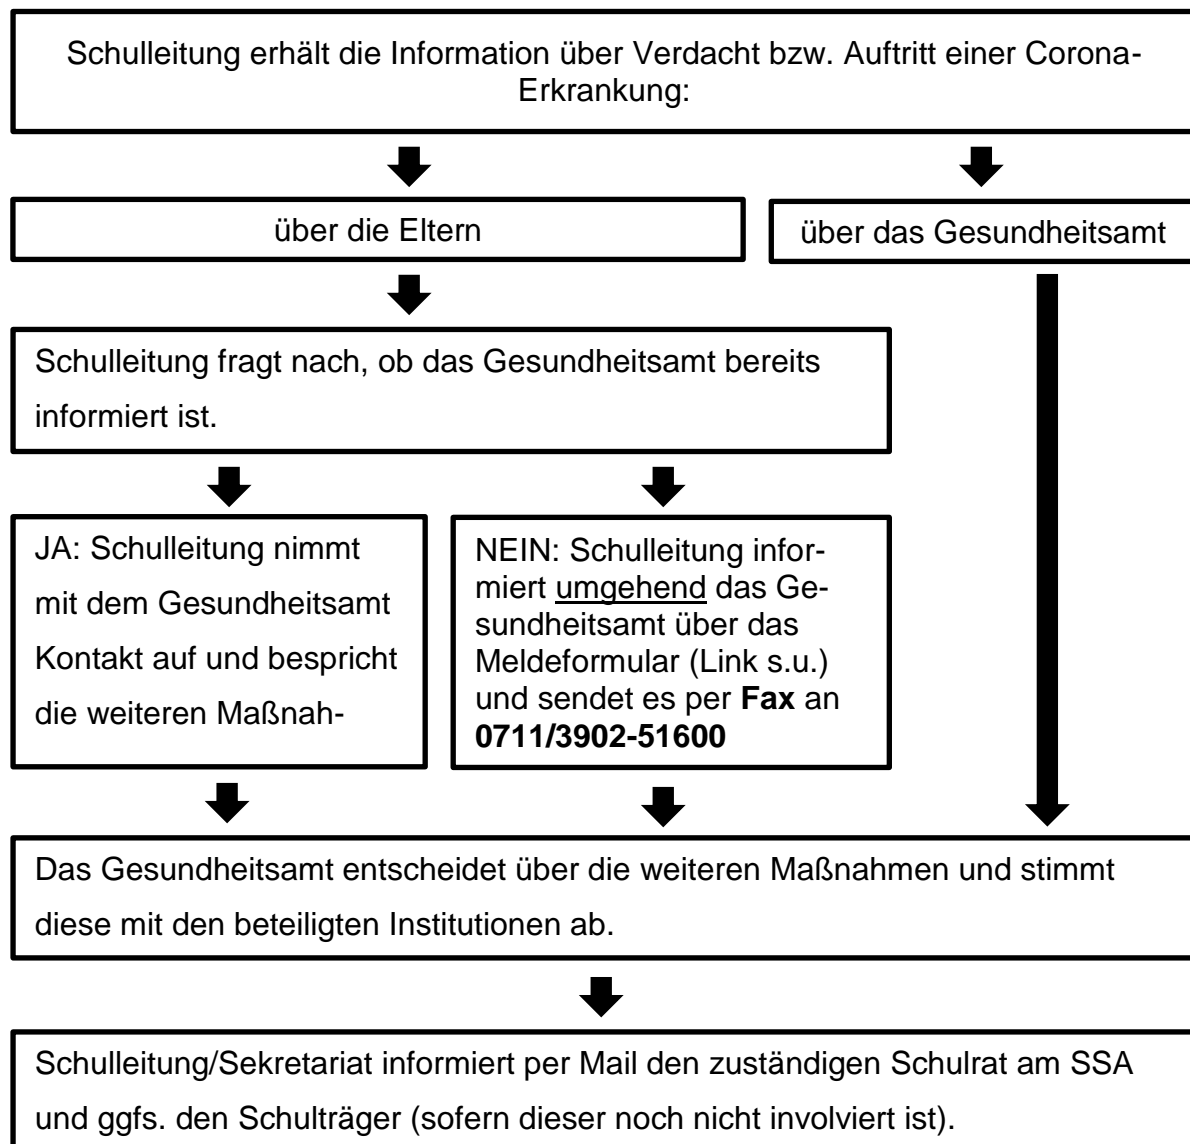 Schulleitung erhält die Information über Verdacht bzw. Auftritt einer Corona-
Erkrankung:
über die Eltern
über das Gesundheitsamt
Schulleitung fragt nach, ob das Gesundheitsamt bereits
informiert ist.
JA: Schulleitung nimmt
mit dem Gesundheitsamt
Kontakt auf und bespricht
die weiteren Maßnah-
NEIN: Schulleitung infor-
miert umgehend das Ge-
sundheitsamt über das
Meldeformular (Link s.u.)
und sendet es per Fax an
0711/3902-51600
Das Gesundheitsamt entscheidet über die weiteren Maßnahmen und stimmt
diese mit den beteiligten Institutionen ab.
Schulleitung/Sekretariat informiert per Mail den zuständigen Schulrat am SSA
und ggfs. den Schulträger (sofern dieser noch nicht involviert ist).